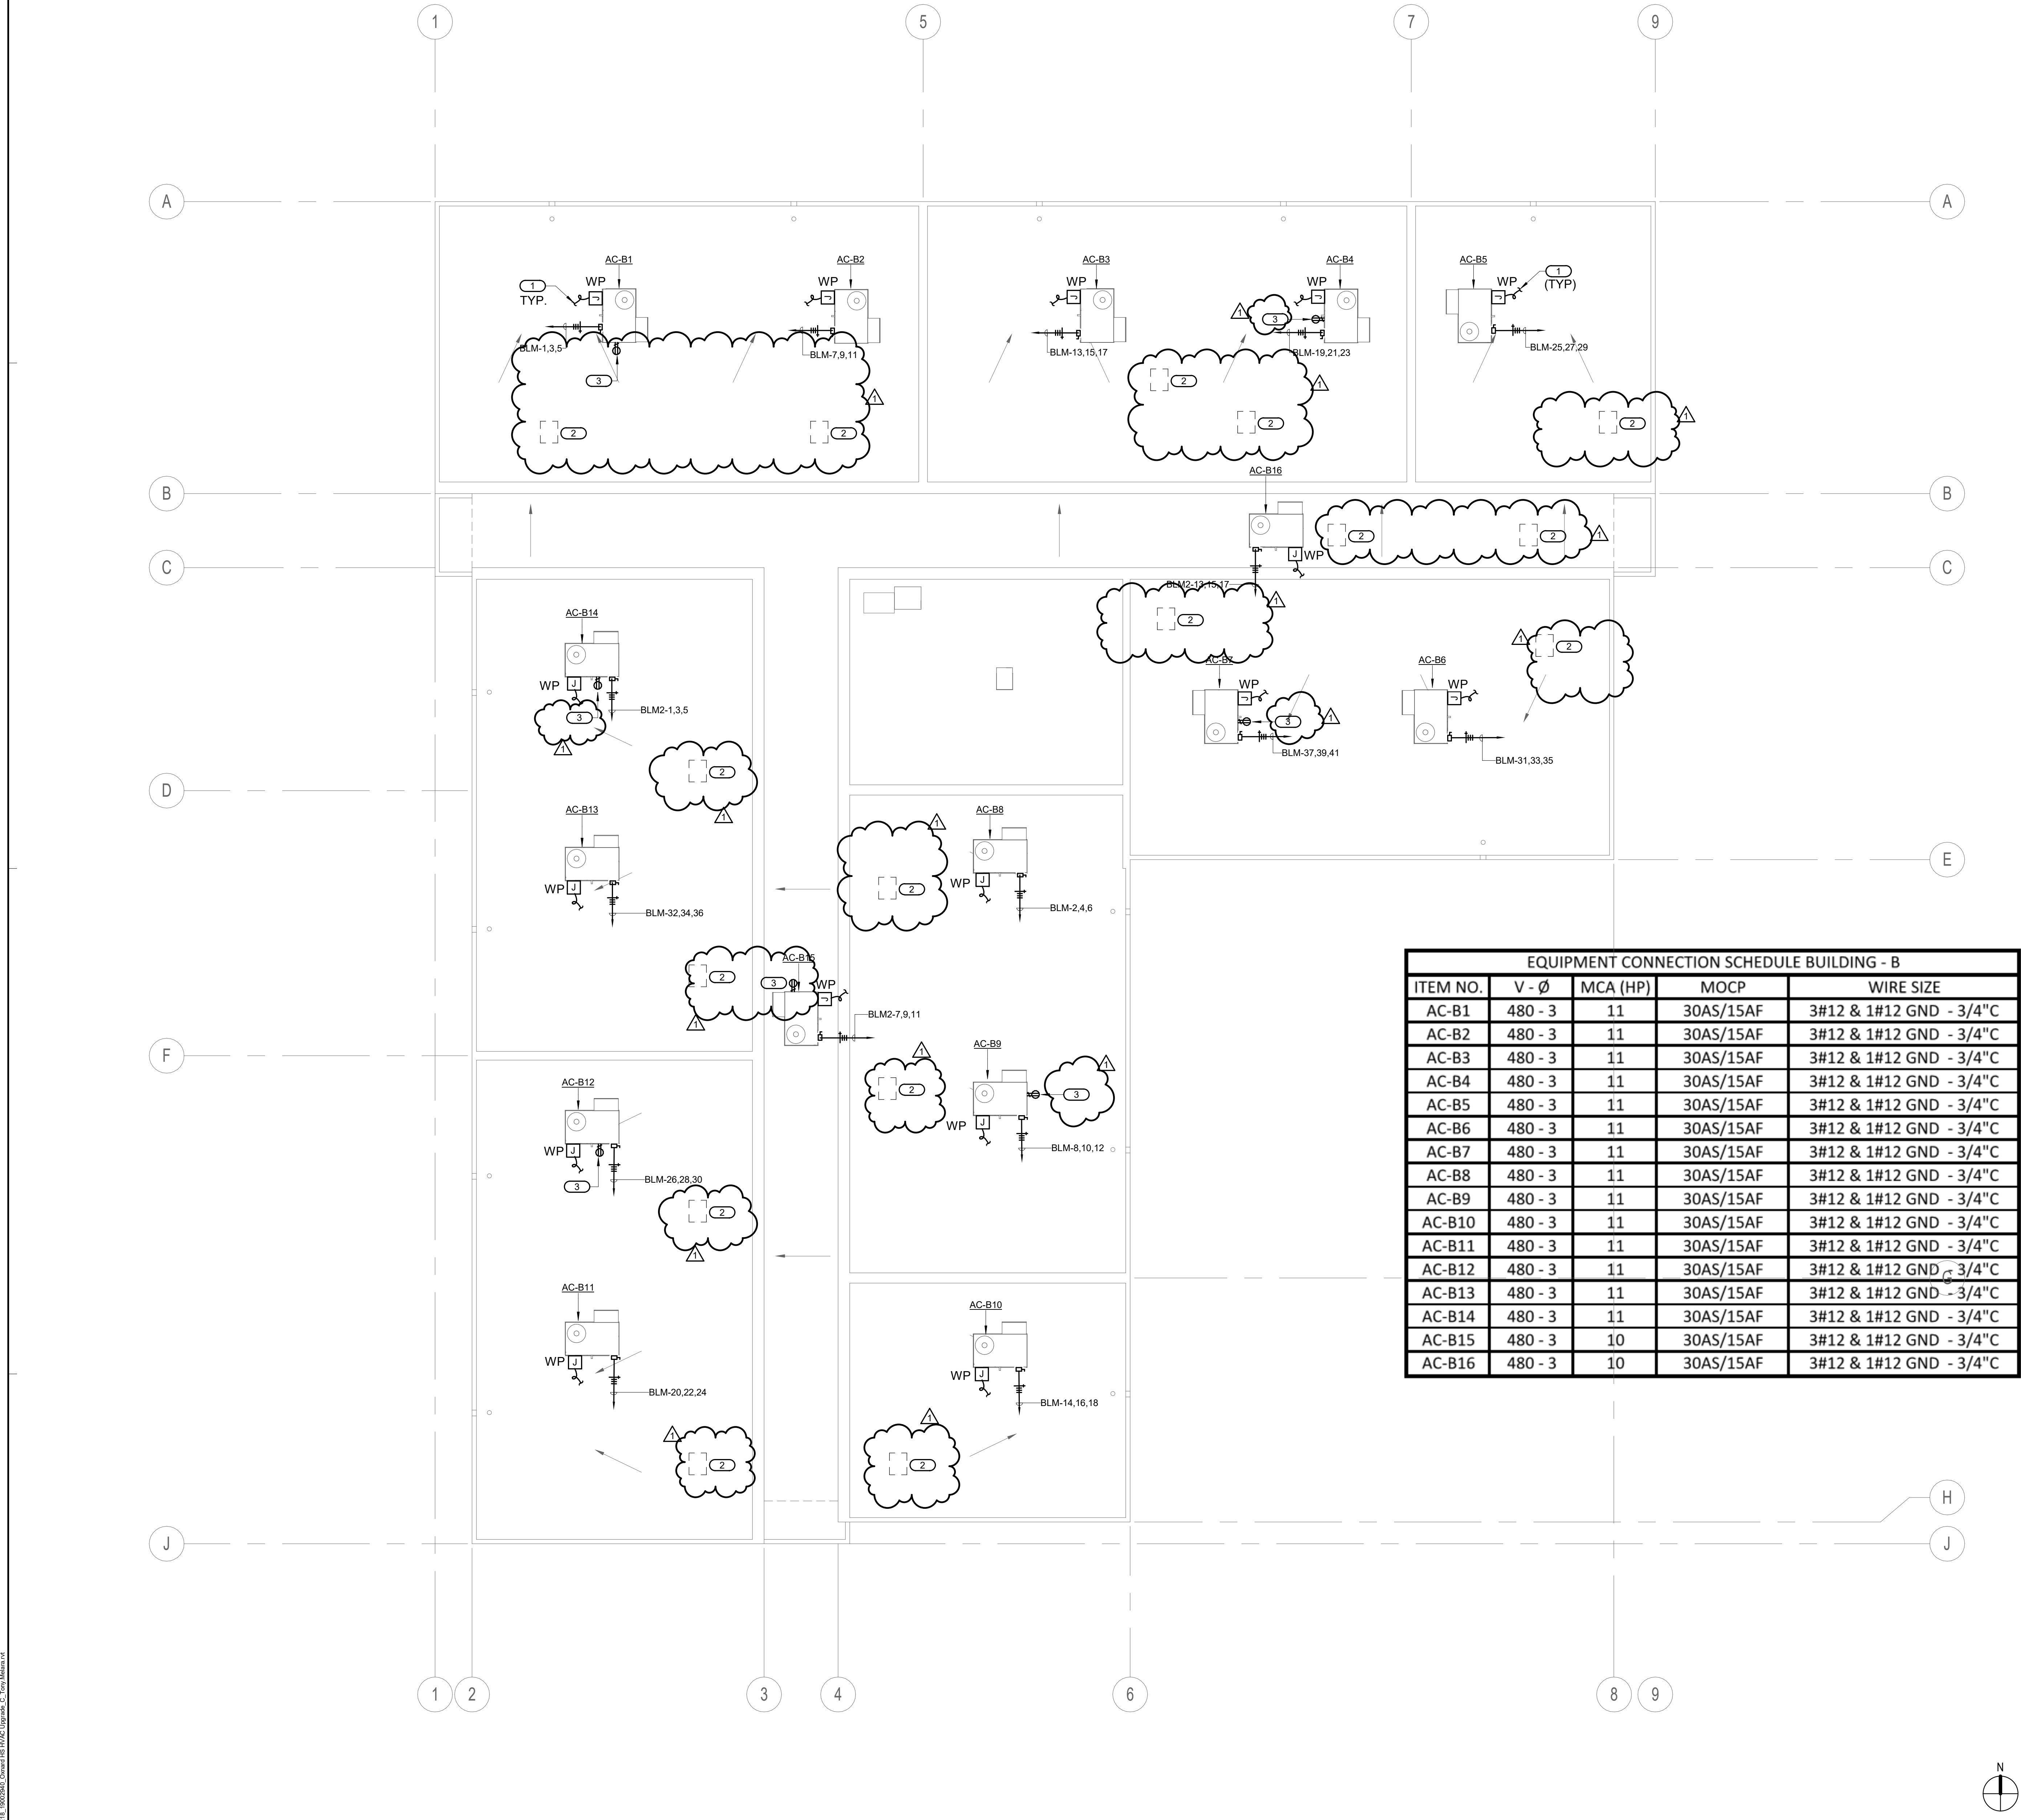 1
5
7
9
A
A
AC-B1
AC-B2
AC-B3
AC-B4
AC-B5
WP
WP
WP
WP
WP
J
J
J
J
J
1
TYP.
1
(TYP)
1
3
BLM-1,3,5
BLM-7,9,11
BLM-13,15,17
BLM-19,21,23
BLM-25,27,29
3
2
1
2
1
1
2
2
2
2
AC-B16
B
B
2
2
1
J
WP
C
C
BLM2-13,15,17
1
2
AC-B14
1
2
AC-B7
AC-B6
WP
J
WP
J
WP
J
3
BLM2-1,3,5
1
3
1
BLM-37,39,41
BLM-31,33,35
2
1
D
AC-B13
AC-B8
1
E
WP
J
2
WP
J
BLM-32,34,36
BLM-2,4,6
AC-B15
2
3
WP
J
1
BLM2-7,9,11
F
AC-B9
1
1
2
3
AC-B12
WP
J
WP
J
BLM-8,10,12
3
BLM-26,28,30
2
1
AC-B11
AC-B10
WP
J
WP
J
BLM-20,22,24
BLM-14,16,18
1
1
2
2
EQUIPMENT CONNECTION SCHEDULE BUILDING - B
ITEM NO. V - Ø MCA (HP) MOCP WIRE SIZE
AC-B1 480 - 3 11 30AS/15AF 3#12 & 1#12 GND - 3/4"C
AC-B2 480 - 3 11 30AS/15AF 3#12 & 1#12 GND - 3/4"C
AC-B3 480 - 3 11 30AS/15AF 3#12 & 1#12 GND - 3/4"C
AC-B4 480 - 3 11 30AS/15AF 3#12 & 1#12 GND - 3/4"C
AC-B5 480 - 3 11 30AS/15AF 3#12 & 1#12 GND - 3/4"C
AC-B6 480 - 3 11 30AS/15AF 3#12 & 1#12 GND - 3/4"C
AC-B7 480 - 3 11 30AS/15AF 3#12 & 1#12 GND - 3/4"C
AC-B8 480 - 3 11 30AS/15AF 3#12 & 1#12 GND - 3/4"C
AC-B9 480 - 3 11 30AS/15AF 3#12 & 1#12 GND - 3/4"C
AC-B10 480 - 3 11 30AS/15AF 3#12 & 1#12 GND - 3/4"C
AC-B11 480 - 3 11 30AS/15AF 3#12 & 1#12 GND - 3/4"C
AC-B12 480 - 3 11 30AS/15AF 3#12 & 1#12 GND - 3/4"C
AC-B13 480 - 3 11 30AS/15AF 3#12 & 1#12 GND - 3/4"C
AC-B14 480 - 3 11 30AS/15AF 3#12 & 1#12 GND - 3/4"C
AC-B15 480 - 3 10 30AS/15AF 3#12 & 1#12 GND - 3/4"C
AC-B16 480 - 3 10 30AS/15AF 3#12 & 1#12 GND - 3/4"C
G
H
J
J
1
2
3
4
6
8
9
N
HS HVAC Upgrade_C_Tony.Melara.rvt